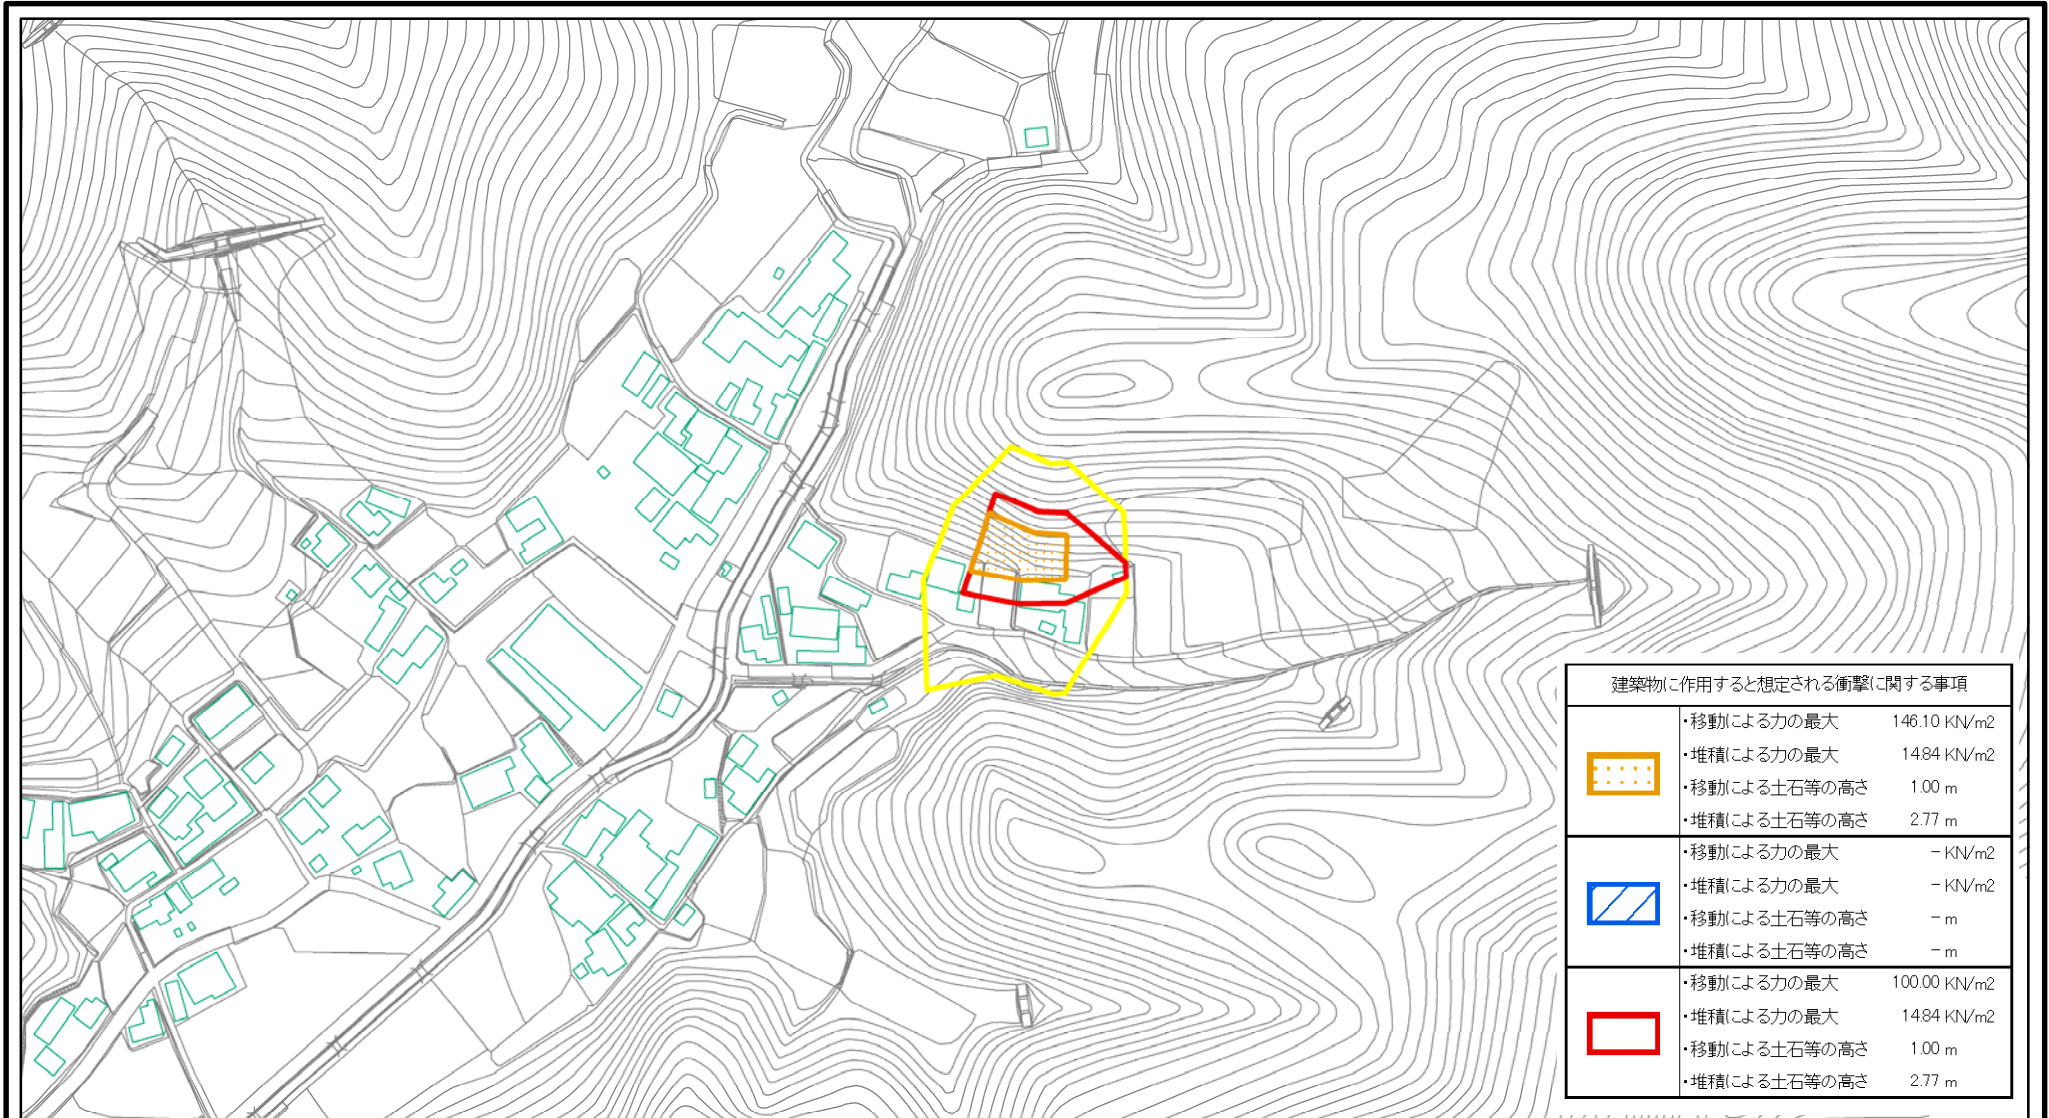 建築物に作用すると想定される衝撃に関する事項
・移動による力の最大 146.10 KN/m2
・堆積による力の最大 14.84 KN/m2
・移動による土石等の高さ 1.00 m
・堆積による土石等の高さ 2.77 m
・移動による力の最大 - KN/m2
・堆積による力の最大 - KN/m2
・移動による土石等の高さ - m
・堆積による土石等の高さ - m
・移動による力の最大 100.00 KN/m2
・堆積による力の最大 14.84 KN/m2
・移動による土石等の高さ 1.00 m
・堆積による土石等の高さ 2.77 m